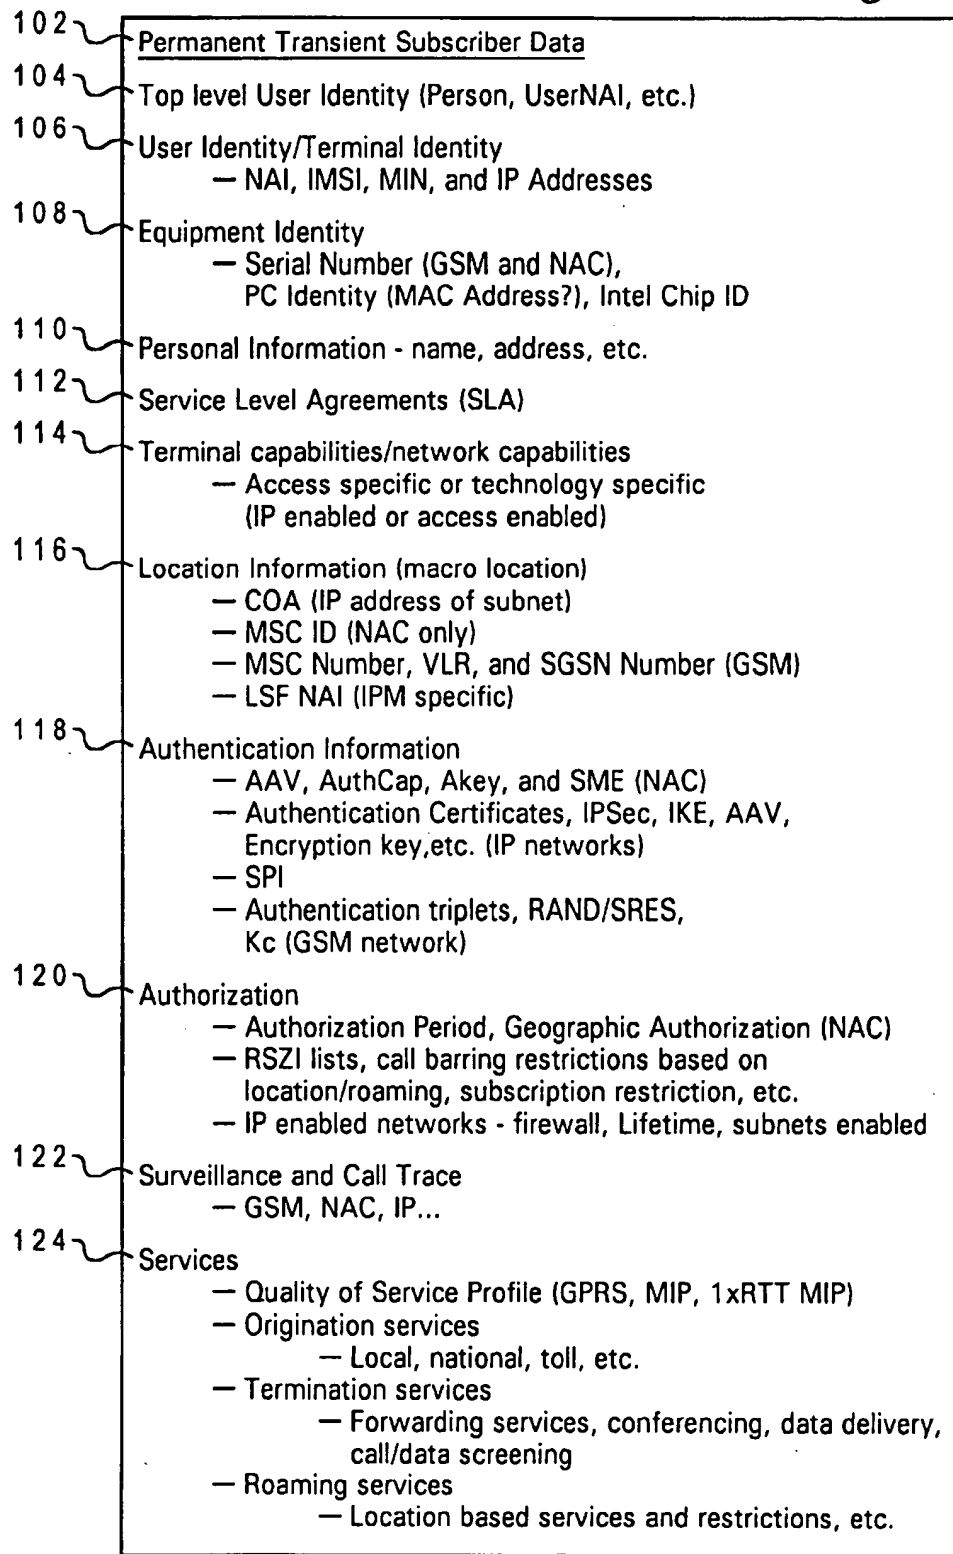 102 Permanent Transient Subscriber Data
104 Top level User Identity (Person, UserNAI, etc.)
106 User Identity/Terminal Identity
— NAI, IMSI, MIN, and IP Addresses
108 Equipment Identity
— Serial Number (GSM and NAC),
PC Identity (MAC Address?), Intel Chip ID
110 Personal Information - name, address, etc.
112 Service Level Agreements (SLA)
114 Terminal capabilities/network capabilities
— Access specific or technology specific
(IP enabled or access enabled)
116 Location Information (macro location)
— COA (IP address of subnet)
— MSC ID (NAC only)
— MSC Number, VLR, and SGSN Number (GSM)
— LSF NAI (IPM specific)
118 Authentication Information
— AAV, AuthCap, Akey, and SME (NAC)
— Authentication Certificates, IPSec, IKE, AAV,
Encryption key,etc. (IP networks)
— SPI
— Authentication triplets, RAND/SRES,
Kc (GSM network)
120 Authorization
— Authorization Period, Geographic Authorization (NAC)
— RSZI lists, call barring restrictions based on
location/roaming, subscription restriction, etc.
— IP enabled networks - firewall, Lifetime, subnets enabled
122 Surveillance and Call Trace
— GSM, NAC, IP...
124 Services
— Quality of Service Profile (GPRS, MIP, 1xRTT MIP)
— Origination services
— Local, national, toll, etc.
— Termination services
— Forwarding services, conferencing, data delivery,
call/data screening
— Roaming services
— Location based services and restrictions, etc.